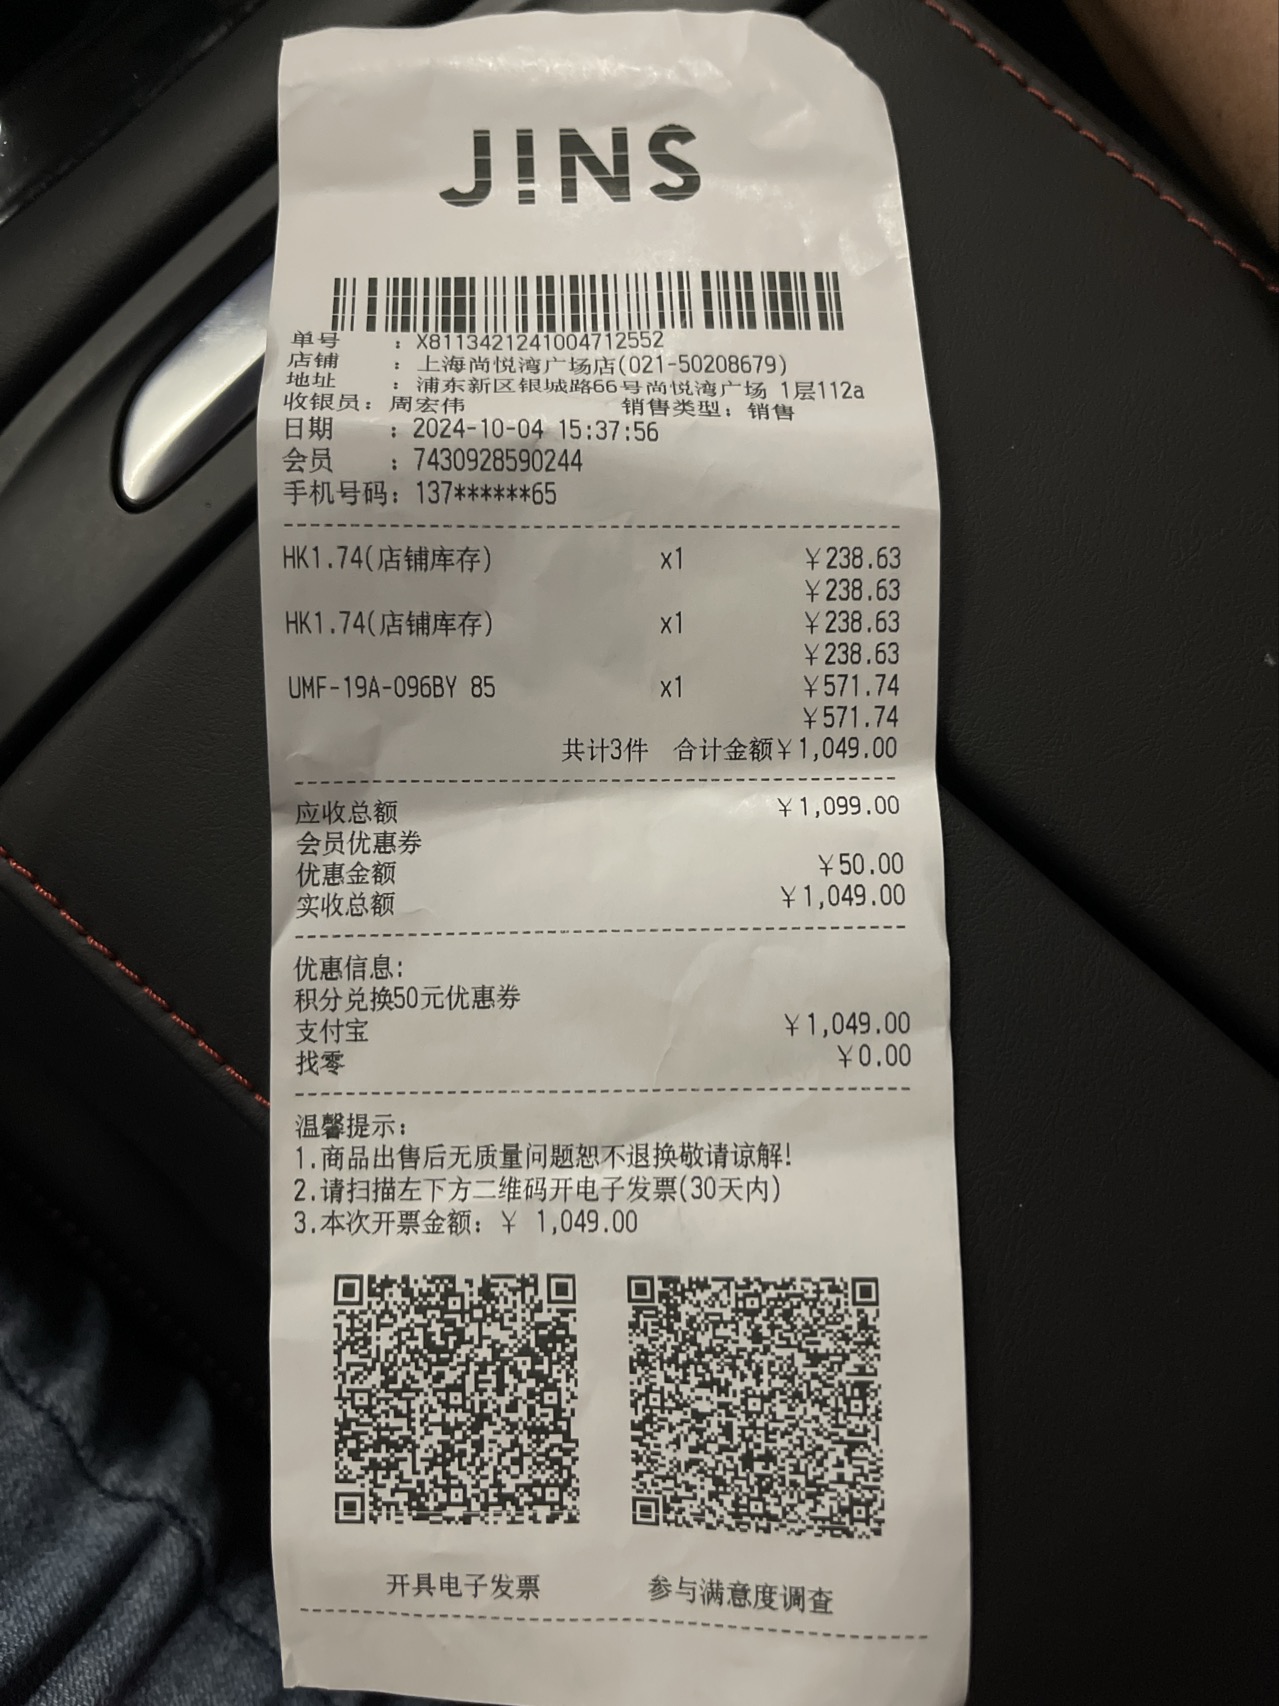 J!NS
单号 : X8113421241004712552
店铺 : 上海尚悦湾广场店(021-50208679)
地址 : 浦东新区银城路66号尚悦湾广场 1层112a
收银员: 周宏伟 销售类型: 销售
日期 : 2024-10-04 15:37:56
会员 : 7430928590244
手机号码: 137******65
HK1.74(店铺库存) x1 ￥238.63
￥238.63
HK1.74(店铺库存) x1 ￥238.63
￥238.63
UMF-19A-096BY 85 x1 ￥571.74
￥571.74
共计3件 合计金额￥1,049.00
应收总额 ￥1,099.00
会员优惠券
优惠金额 ￥50.00
实收总额 ￥1,049.00
优惠信息:
积分兑换50元优惠券
支付宝 ￥1,049.00
找零 ￥0.00
温馨提示:
1.商品出售后无质量问题恕不退换敬请谅解!
2.请扫描左下方二维码开电子发票(30天内)
3.本次开票金额: ￥ 1,049.00
开具电子发票 参与满意度调查